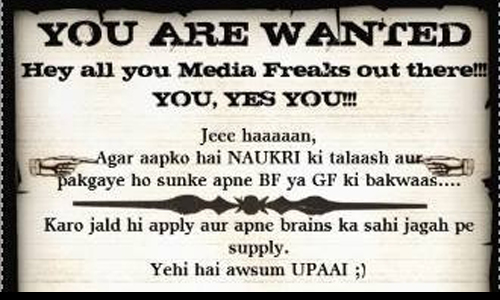 YOU ARE WANTED
Hey all you Media Freaks out there!!!
YOU, YES YOU!!!
Jeee haaaaan,
Agar aapko hai NAUKRI ki talaash aur
pakgaye ho sunke apne BF ya GF ki bakwaas....
Karo jald hi apply aur apne brains ka sahi jagah pe
supply.
Yehi hai awsum UPAAI ;)